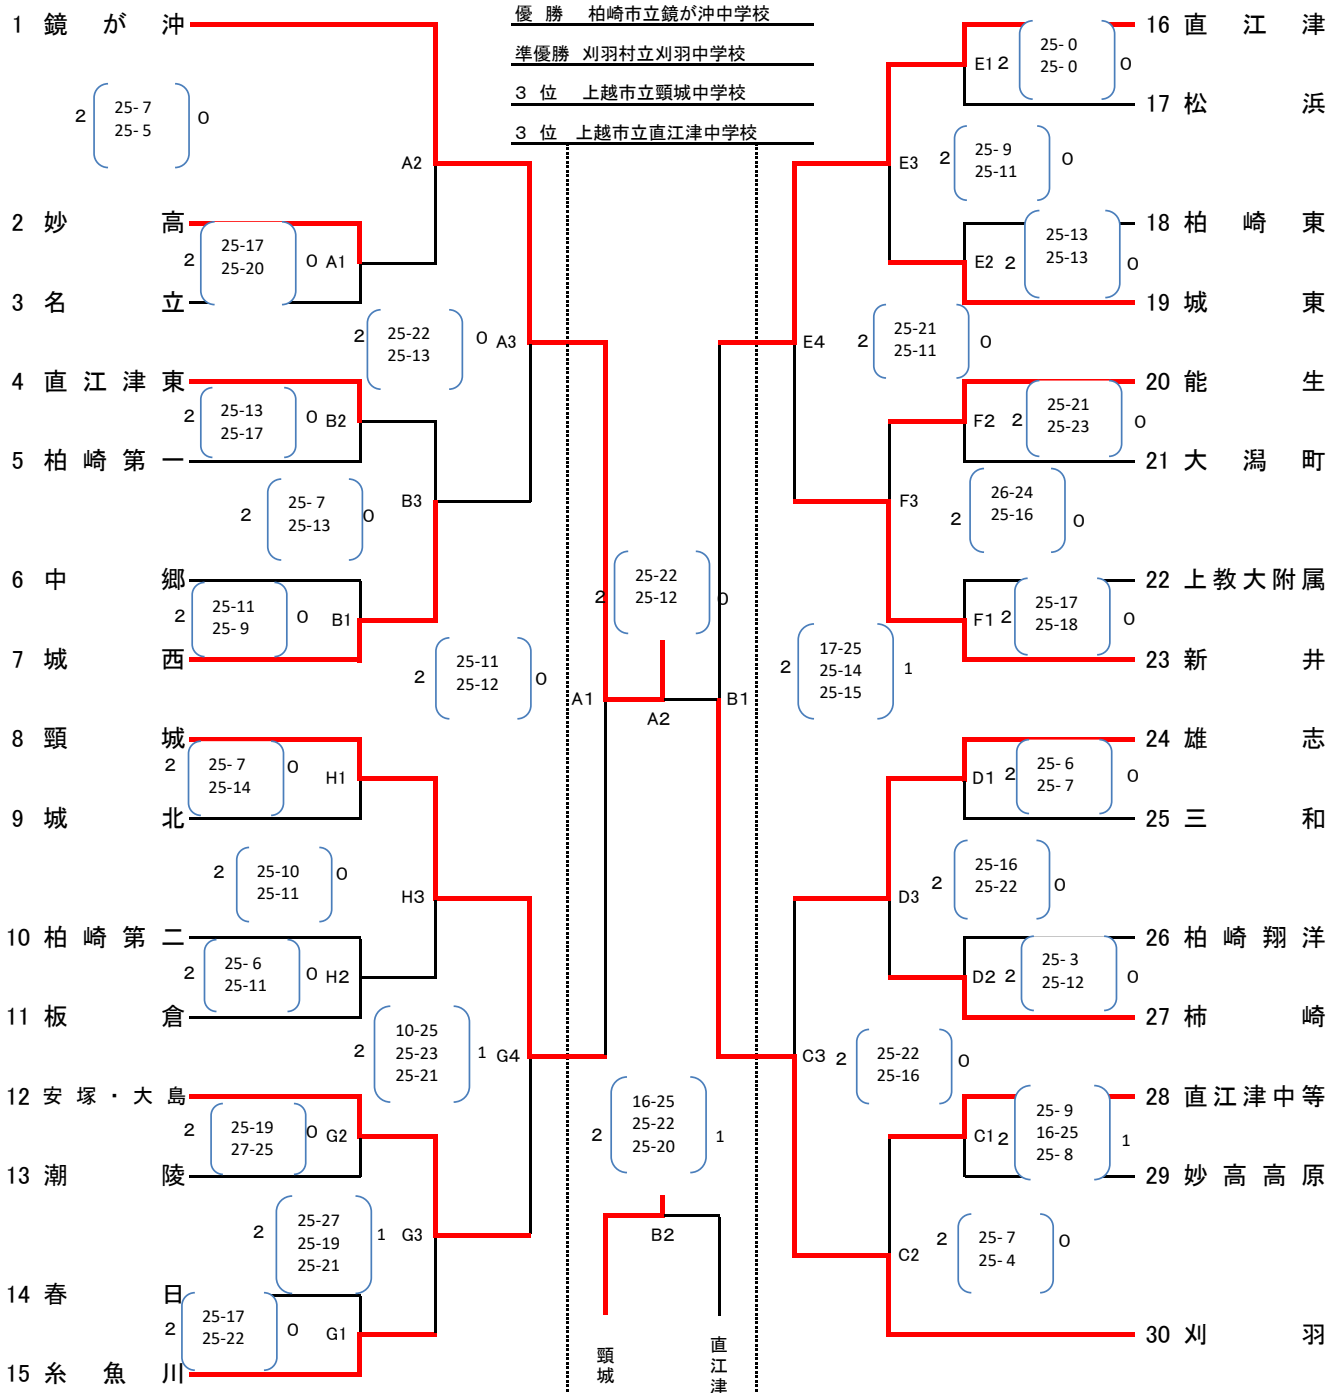 優 勝 柏崎市立鏡が沖中学校
準優勝 刈羽村立刈羽中学校
3 位 上越市立頸城中学校
3 位 上越市立直江津中学校
1 鏡が沖
2 25-7 0
25-5
A2
2 妙高
2 25-17 0 A1
25-20
3 名立
2 25-22 0 A3
25-13
4 直江津東
2 25-13 0 B2
25-17
5 柏崎第一
2 25-7 0 B3
25-13
6 中郷
2 25-11 0 B1
25-9
7 城西
2 25-11 0 A1
25-12
8 頸城
2 25-7 0 H1
25-14
9 城北
2 25-10 0 H3
25-11
10 柏崎第二
2 25-6 0 H2
25-11
11 板倉
2 10-25 1 G4
25-23
25-21
12 安塚・大島
2 25-19 0 G2
27-25
13 潮陵
2 25-27 1 G3
25-19
25-21
14 春日
2 25-17 0 G1
25-22
15 糸魚川
2 25-22 0
25-12
A2
2 16-25 1
25-22
25-20
B2
頸城
直江津
16 直江津
E1 2 25-0 0
25-0
17 松浜
E3 2 25-9 0
25-11
18 柏崎東
E2 2 25-13 0
25-13
19 城東
E4 2 25-21 0
25-11
20 能生
F2 2 25-21 0
25-23
21 大潟町
F3 2 26-24 0
25-16
22 上教大附属
F1 2 25-17 0
25-18
23 新井
B1 2 17-25 1
25-14
25-15
24 雄志
D1 2 25-6 0
25-7
25 三和
D3 2 25-16 0
25-22
26 柏崎翔洋
D2 2 25-3 0
25-12
27 柿崎
C3 2 25-22 0
25-16
28 直江津中等
C1 2 25-9 1
16-25
25-8
29 妙高高原
C2 2 25-7 0
25-4
30 刈羽